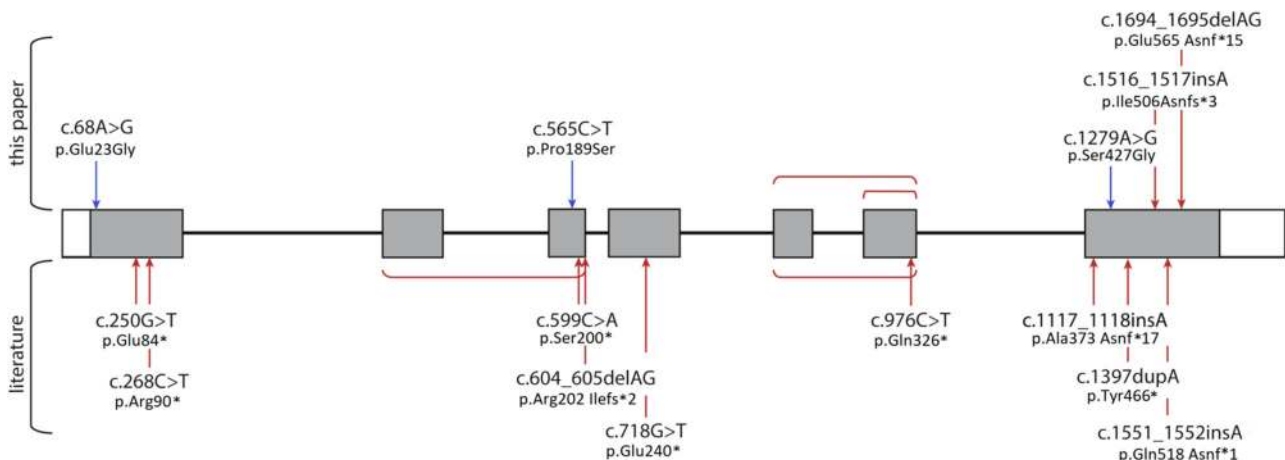 this paper
c.68A>G
p.Glu23Gly
c.565C>T
p.Pro189Ser
c.1694_1695delAG
p.Glu565 Asnf*15
c.1516_1517insA
p.Ile506Asnfs*3
c.1279A>G
p.Ser427Gly
literature
c.250G>T
p.Glu84*
c.268C>T
p.Arg90*
c.599C>A
p.Ser200*
c.604_605delAG
p.Arg202 Ilefs*2
c.718G>T
p.Glu240*
c.976C>T
p.Gln326*
c.1117_1118insA
p.Ala373 Asnf*17
c.1397dupA
p.Tyr466*
c.1551_1552insA
p.Gln518 Asnf*1